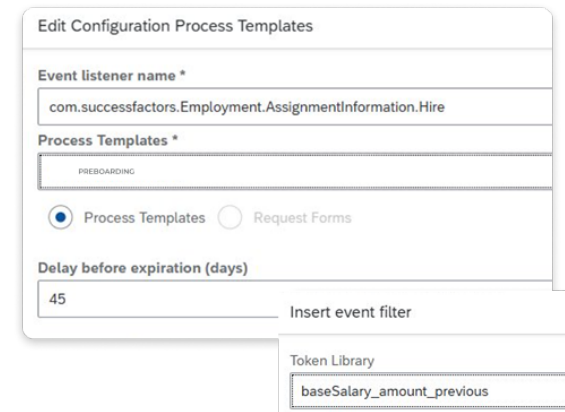 Edit Configuration Process Templates
Event listener name *
com.successfactors.Employment.AssignmentInformation.Hire
Process Templates *
PREBOARDING
Process Templates Request Forms
Delay before expiration (days)
45
Insert event filter
Token Library
baseSalary_amount_previous